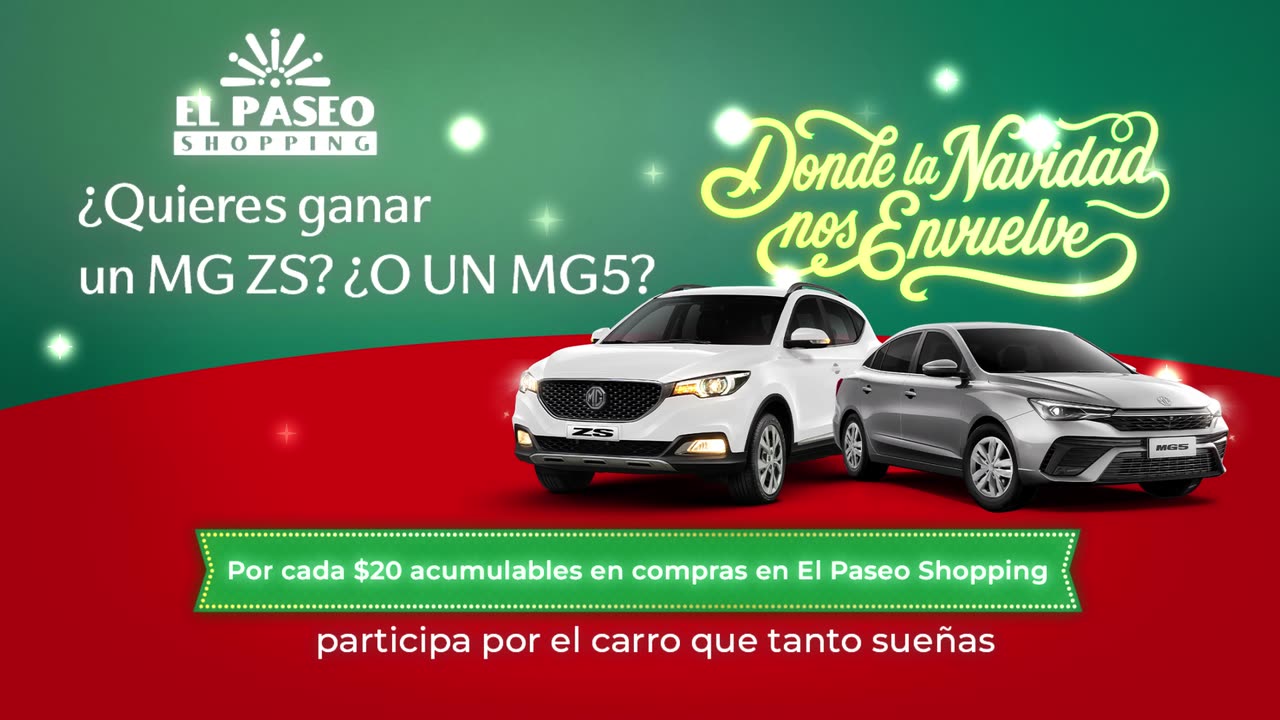 EL PASEO
SHOPPING
¿Quieres ganar
un MG ZS? ¿O UN MG5?
Donde la Navidad
nos Envuelve
MG
ZS
MG5
Por cada $20 acumulables en compras en El Paseo Shopping
participa por el carro que tanto sueñas